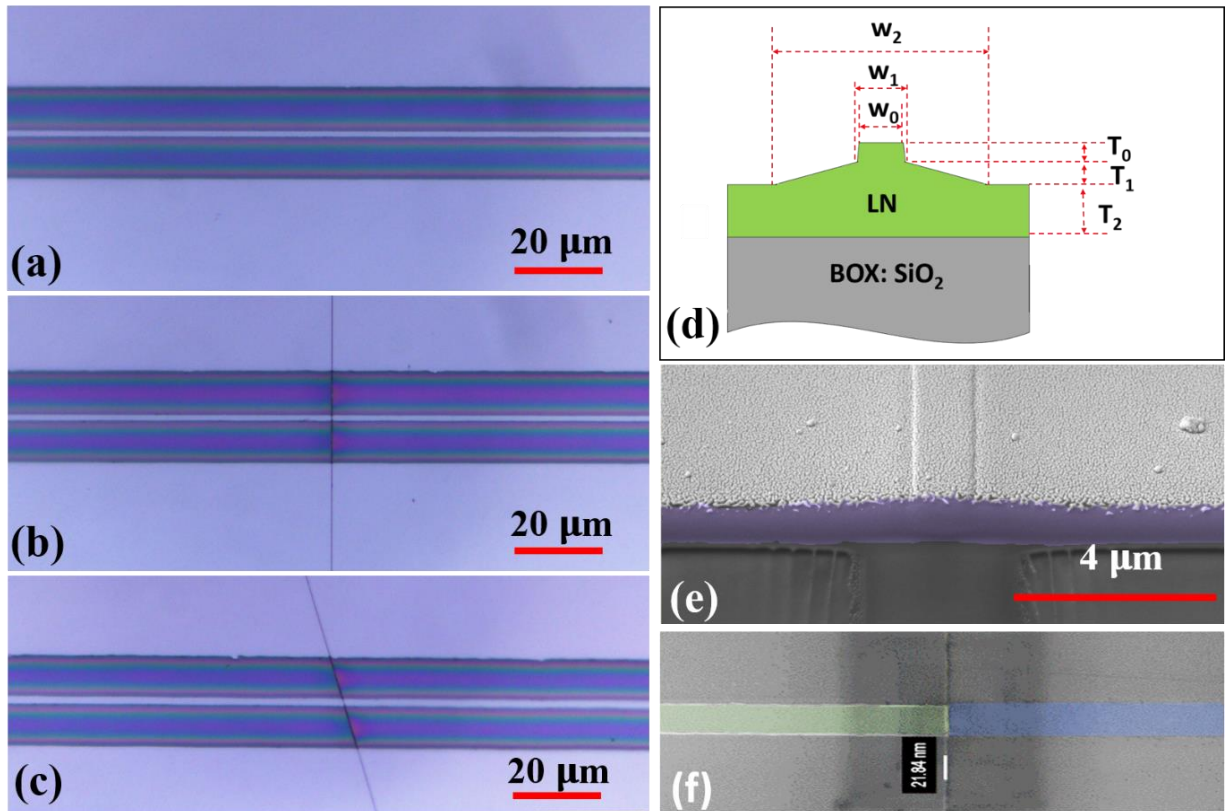 (a)
20 μm
(b)
20 μm
(c)
20 μm
w₂
w₁
w₀
T₀
T₁
T₂
LN
BOX: SiO₂
(d)
4 μm
(e)
21.84 nm
(f)